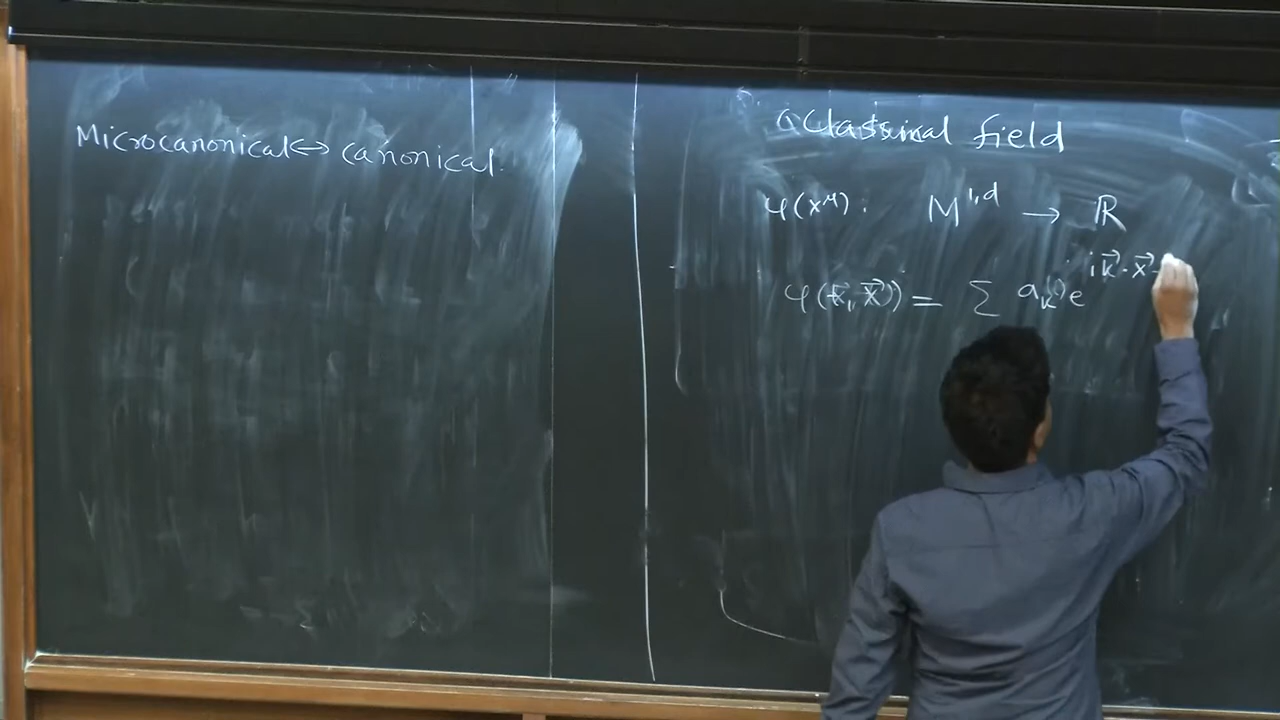 Microcanonical ↔ canonical.
a classical field
φ(x^μ): M^{1,d} → ℝ
φ(t, x⃗) = Σ a_k e^{i k⃗·x⃗ -